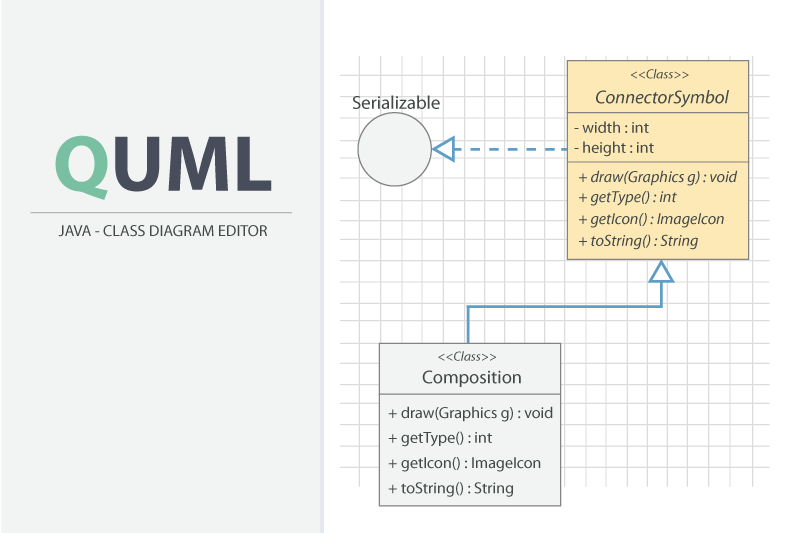 QUML
JAVA - CLASS DIAGRAM EDITOR
Serializable
<<Class>>
ConnectorSymbol
- width : int
- height : int
+ draw(Graphics g) : void
+ getType() : int
+ getIcon() : ImageIcon
+ toString() : String
<<Class>>
Composition
+ draw(Graphics g) : void
+ getType() : int
+ getIcon() : ImageIcon
+ toString() : String